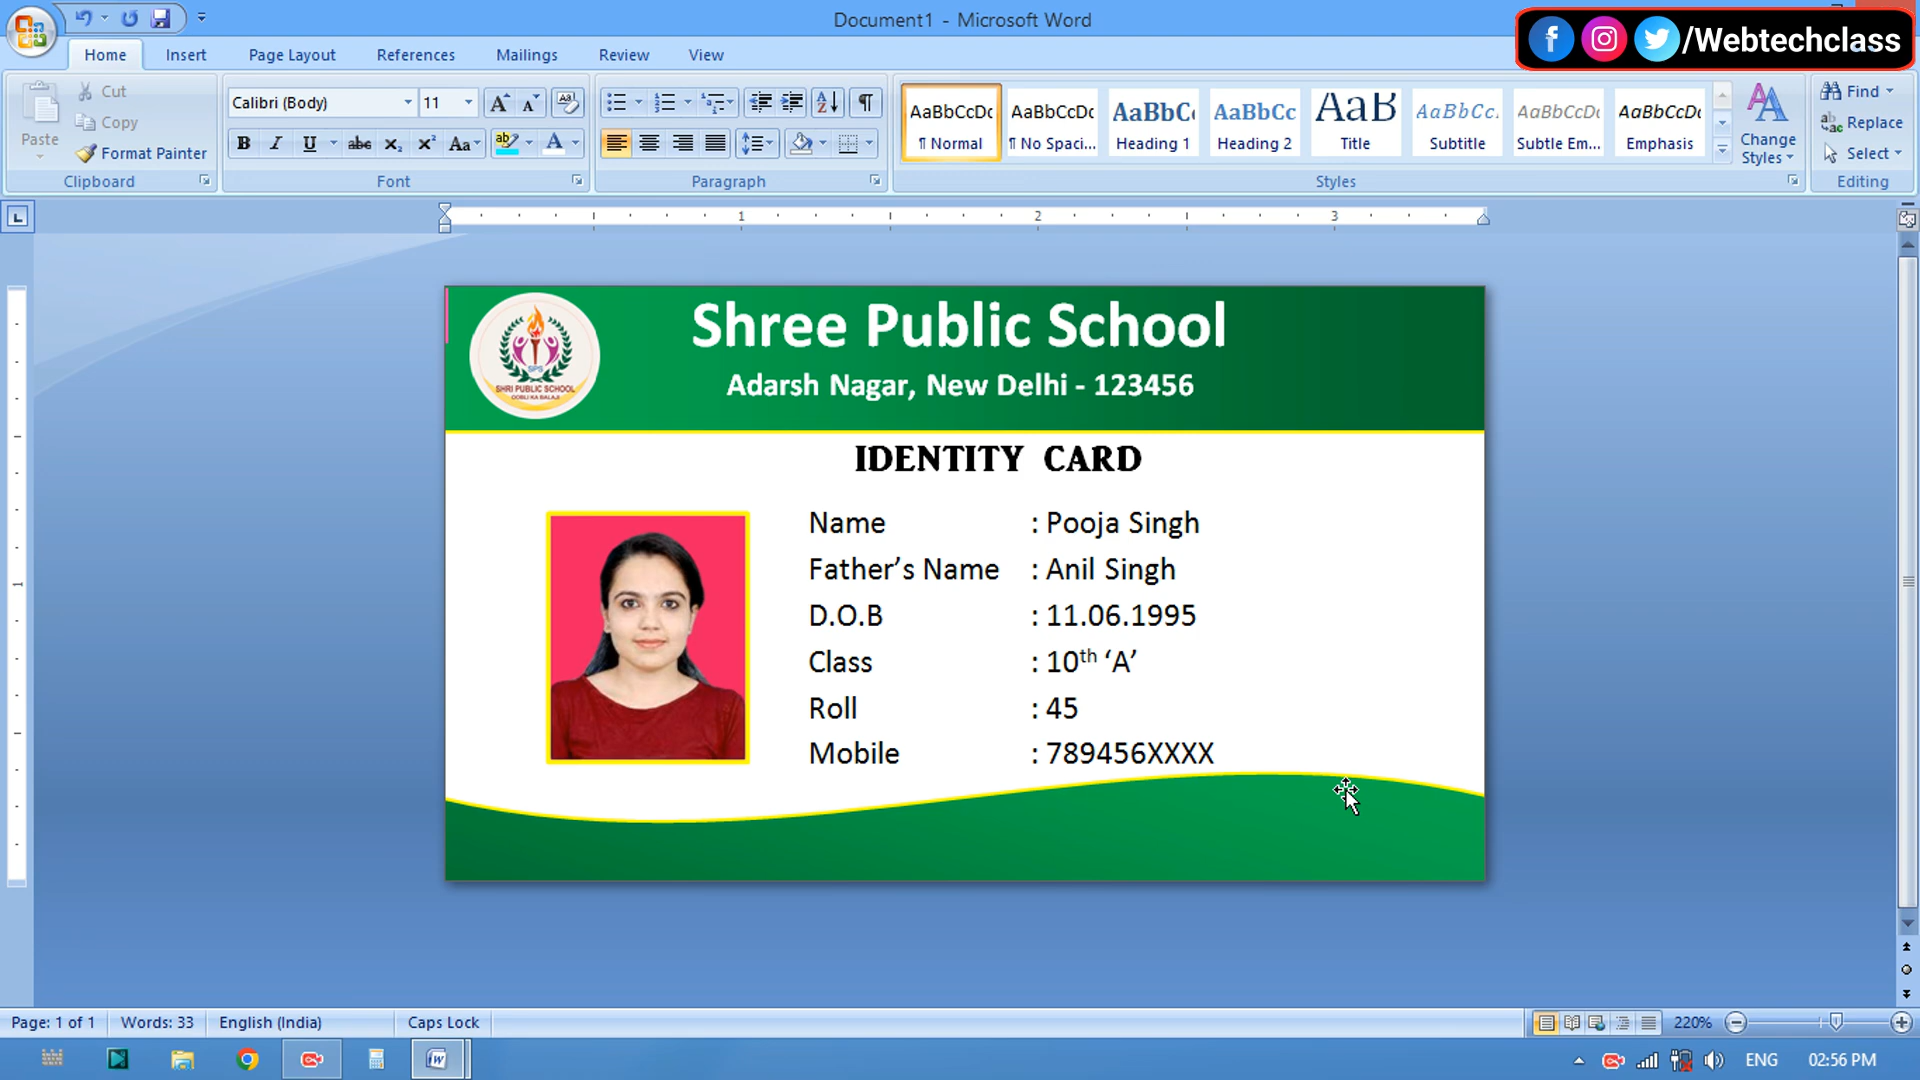 Document1 - Microsoft Word
/Webtechclass
Home Insert Page Layout References Mailings Review View
Paste
Cut
Copy
Format Painter
Clipboard
Calibri (Body) 11
Font
Paragraph
AaBbCcDc AaBbCcDc AaBbC AaBbCc AaB AaBbCc. AaBbCcDc AaBbCcDc
¶ Normal ¶ No Spaci... Heading 1 Heading 2 Title Subtitle Subtle Em... Emphasis
Change
Styles
Styles
Find
Replace
Select
Editing
1 2 3
SPS
SHRI PUBLIC SCHOOL
Shree Public School
Adarsh Nagar, New Delhi - 123456
IDENTITY CARD
Name : Pooja Singh
Father’s Name : Anil Singh
D.O.B : 11.06.1995
Class : 10th ‘A’
Roll : 45
Mobile : 789456XXXX
Page: 1 of 1 Words: 33 English (India) Caps Lock 220%
ENG 02:56 PM